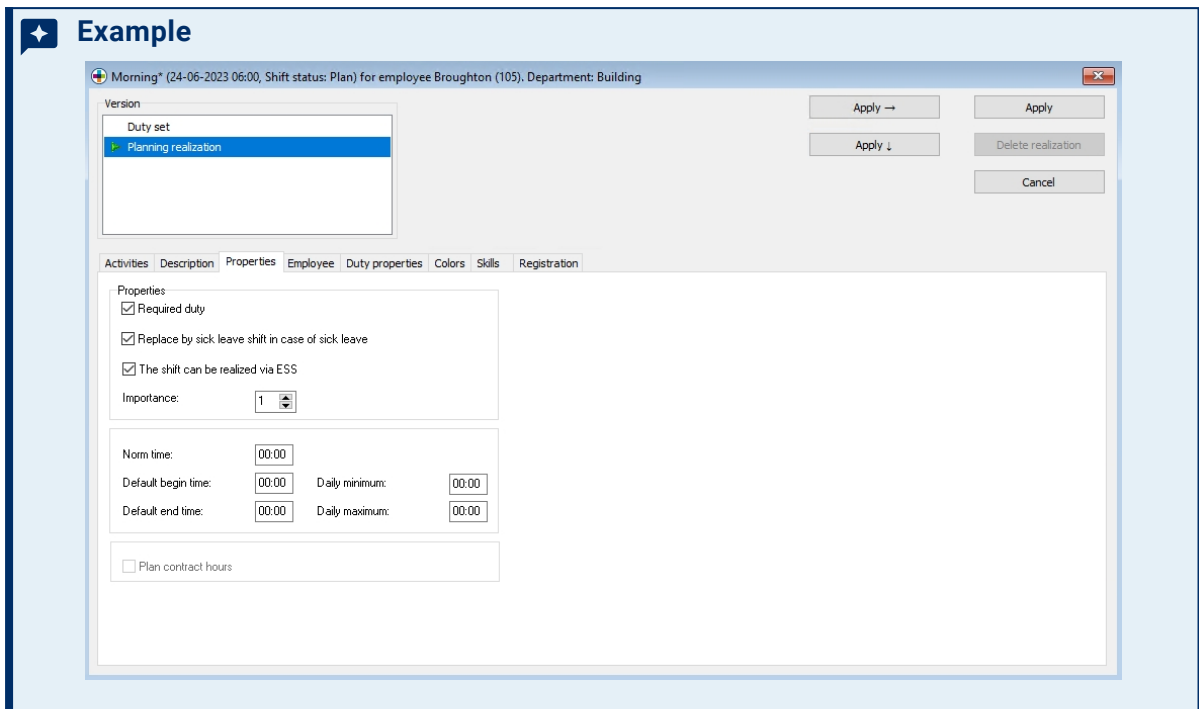 Example
Morning* (24-06-2023 06:00, Shift status: Plan) for employee Broughton (105). Department: Building
Version
Duty set
Planning realization
Apply →
Apply
Apply ↓
Delete realization
Cancel
Activities Description Properties Employee Duty properties Colors Skills Registration
Properties
Required duty
Replace by sick leave shift in case of sick leave
The shift can be realized via ESS
Importance: 1
Norm time: 00:00
Default begin time: 00:00 Daily minimum: 00:00
Default end time: 00:00 Daily maximum: 00:00
Plan contract hours